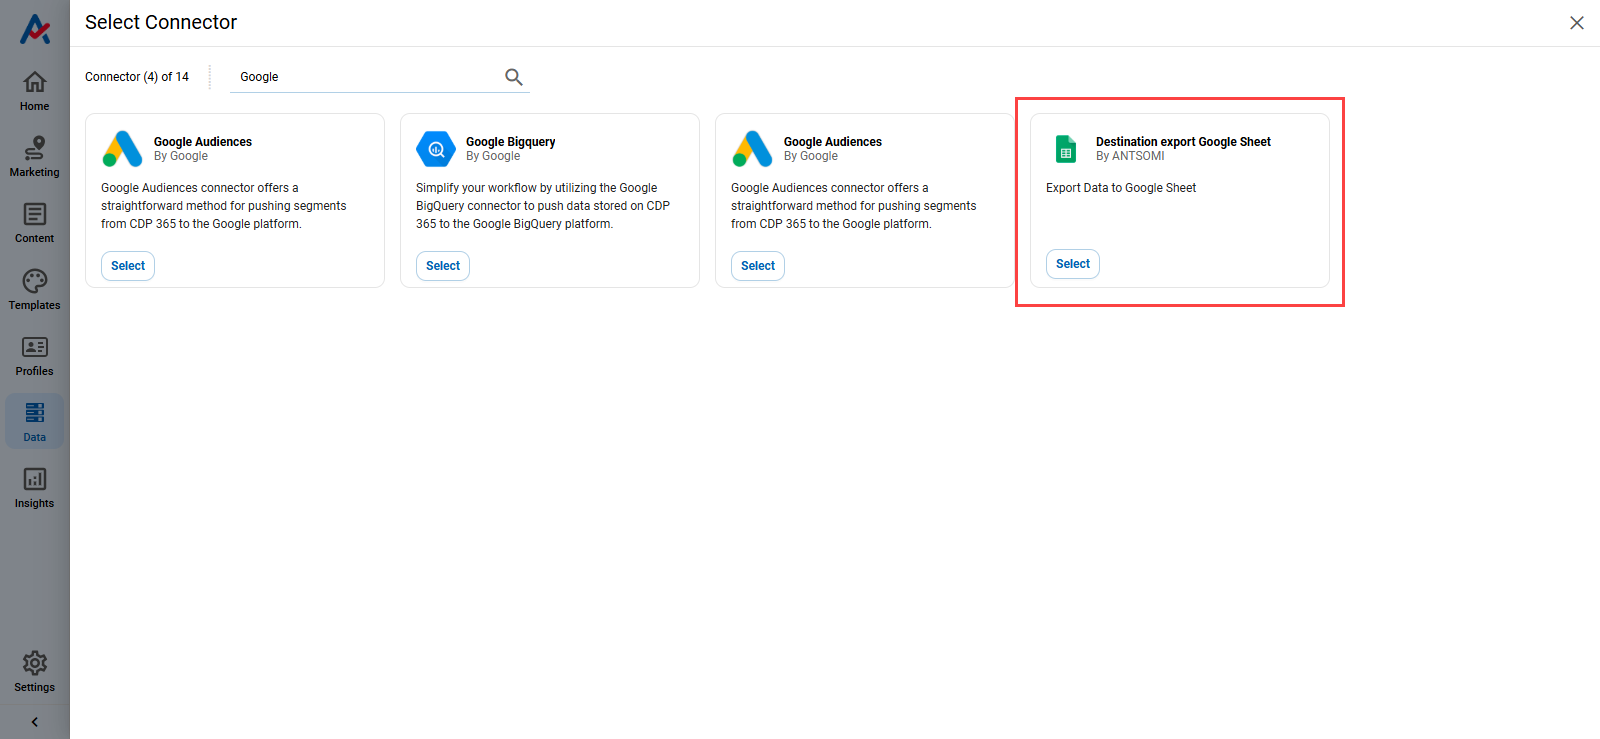 Select Connector
Connector (4) of 14
Google
Home
Marketing
Content
Templates
Profiles
Data
Insights
Settings
Google Audiences
By Google
Google Audiences connector offers a
straightforward method for pushing segments
from CDP 365 to the Google platform.
Select
Google Bigquery
By Google
Simplify your workflow by utilizing the Google
BigQuery connector to push data stored on CDP
365 to the Google BigQuery platform.
Select
Google Audiences
By Google
Google Audiences connector offers a
straightforward method for pushing segments
from CDP 365 to the Google platform.
Select
Destination export Google Sheet
By ANTSOMI
Export Data to Google Sheet
Select